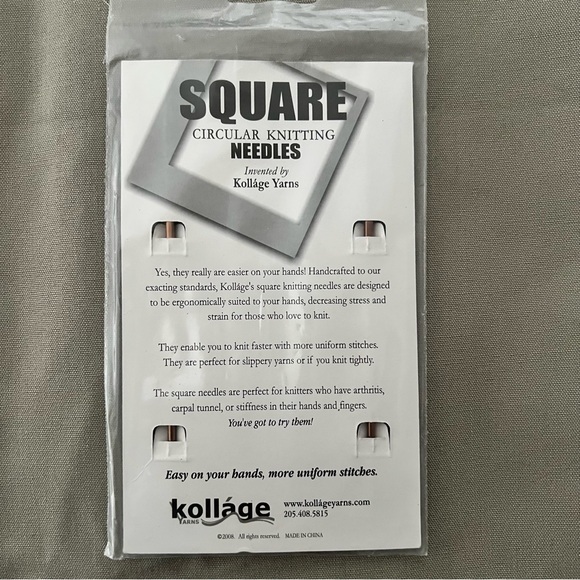 SQUARE
CIRCULAR KNITTING
NEEDLES
Invented by
Kolláge Yarns
Yes, they really are easier on your hands! Handcrafted to our
exacting standards, Kolláge's square knitting needles are designed
to be ergonomically suited to your hands, decreasing stress and
strain for those who love to knit.
They enable you to knit faster with more uniform stitches.
They are perfect for slippery yarns or if you knit tightly.
The square needles are perfect for knitters who have arthritis,
carpal tunnel, or stiffness in their hands and fingers.
You've got to try them!
Easy on your hands, more uniform stitches.
kolláge
YARNS
www.kollágeyarns.com
205.408.5815
©2008. All rights reserved. MADE IN CHINA